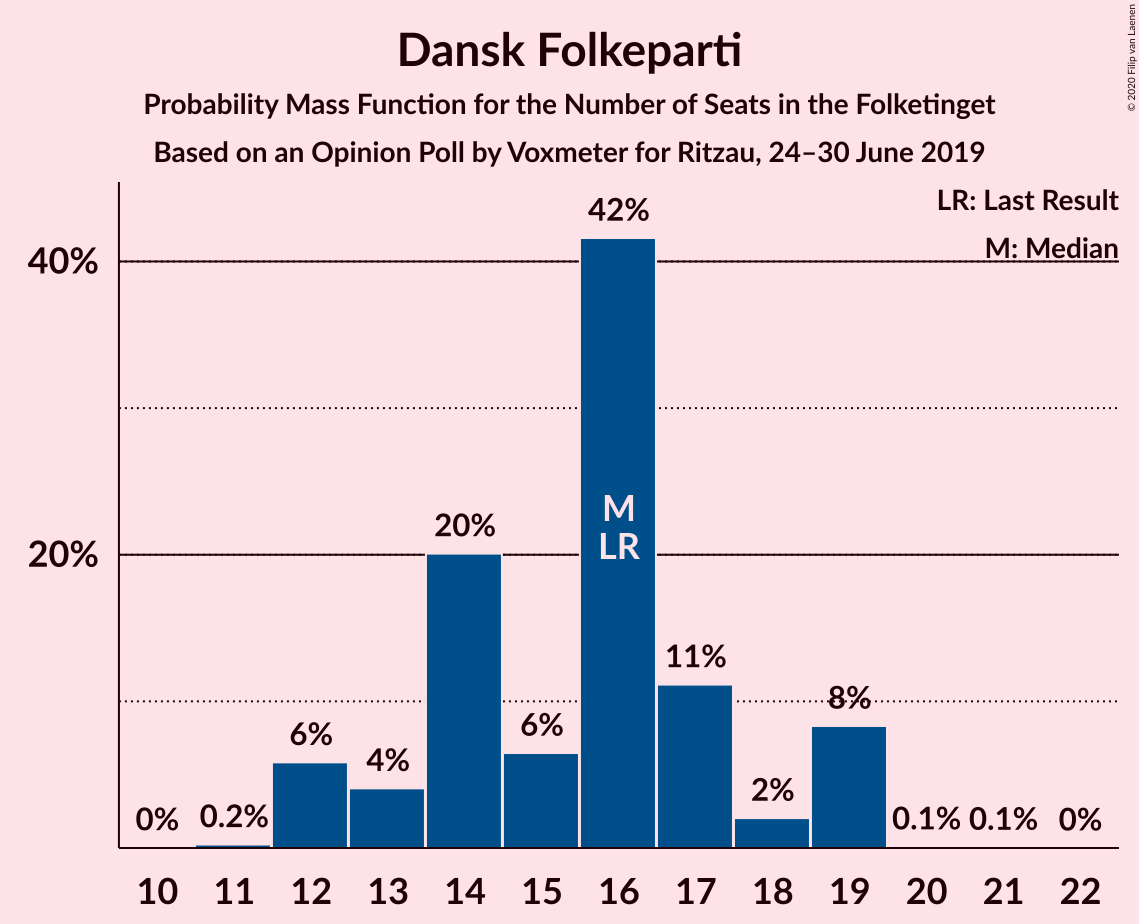 Dansk Folkeparti
Probability Mass Function for the Number of Seats in the Folketinget
Based on an Opinion Poll by Voxmeter for Ritzau, 24–30 June 2019
© 2020 Filip van Laenen
LR: Last Result
M: Median
40%
20%
0%
0.2%
6%
4%
20%
6%
42%
M
LR
11%
2%
8%
0.1%
0.1%
0%
10 11 12 13 14 15 16 17 18 19 20 21 22